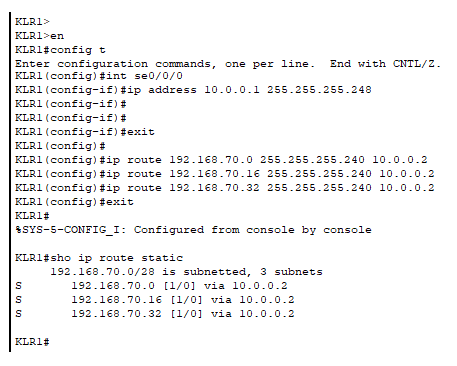 KLR1>
KLR1>en
KLR1#config t
Enter configuration commands, one per line.  End with CNTL/Z.
KLR1(config)#int se0/0/0
KLR1(config-if)#ip address 10.0.0.1 255.255.255.248
KLR1(config-if)#
KLR1(config-if)#
KLR1(config-if)#exit
KLR1(config)#
KLR1(config)#ip route 192.168.70.0 255.255.255.240 10.0.0.2
KLR1(config)#ip route 192.168.70.16 255.255.255.240 10.0.0.2
KLR1(config)#ip route 192.168.70.32 255.255.255.240 10.0.0.2
KLR1(config)#exit
KLR1#
%SYS-5-CONFIG_I: Configured from console by console
KLR1#sho ip route static
192.168.70.0/28 is subnetted, 3 subnets
S       192.168.70.0 [1/0] via 10.0.0.2
S       192.168.70.16 [1/0] via 10.0.0.2
S       192.168.70.32 [1/0] via 10.0.0.2
KLR1#